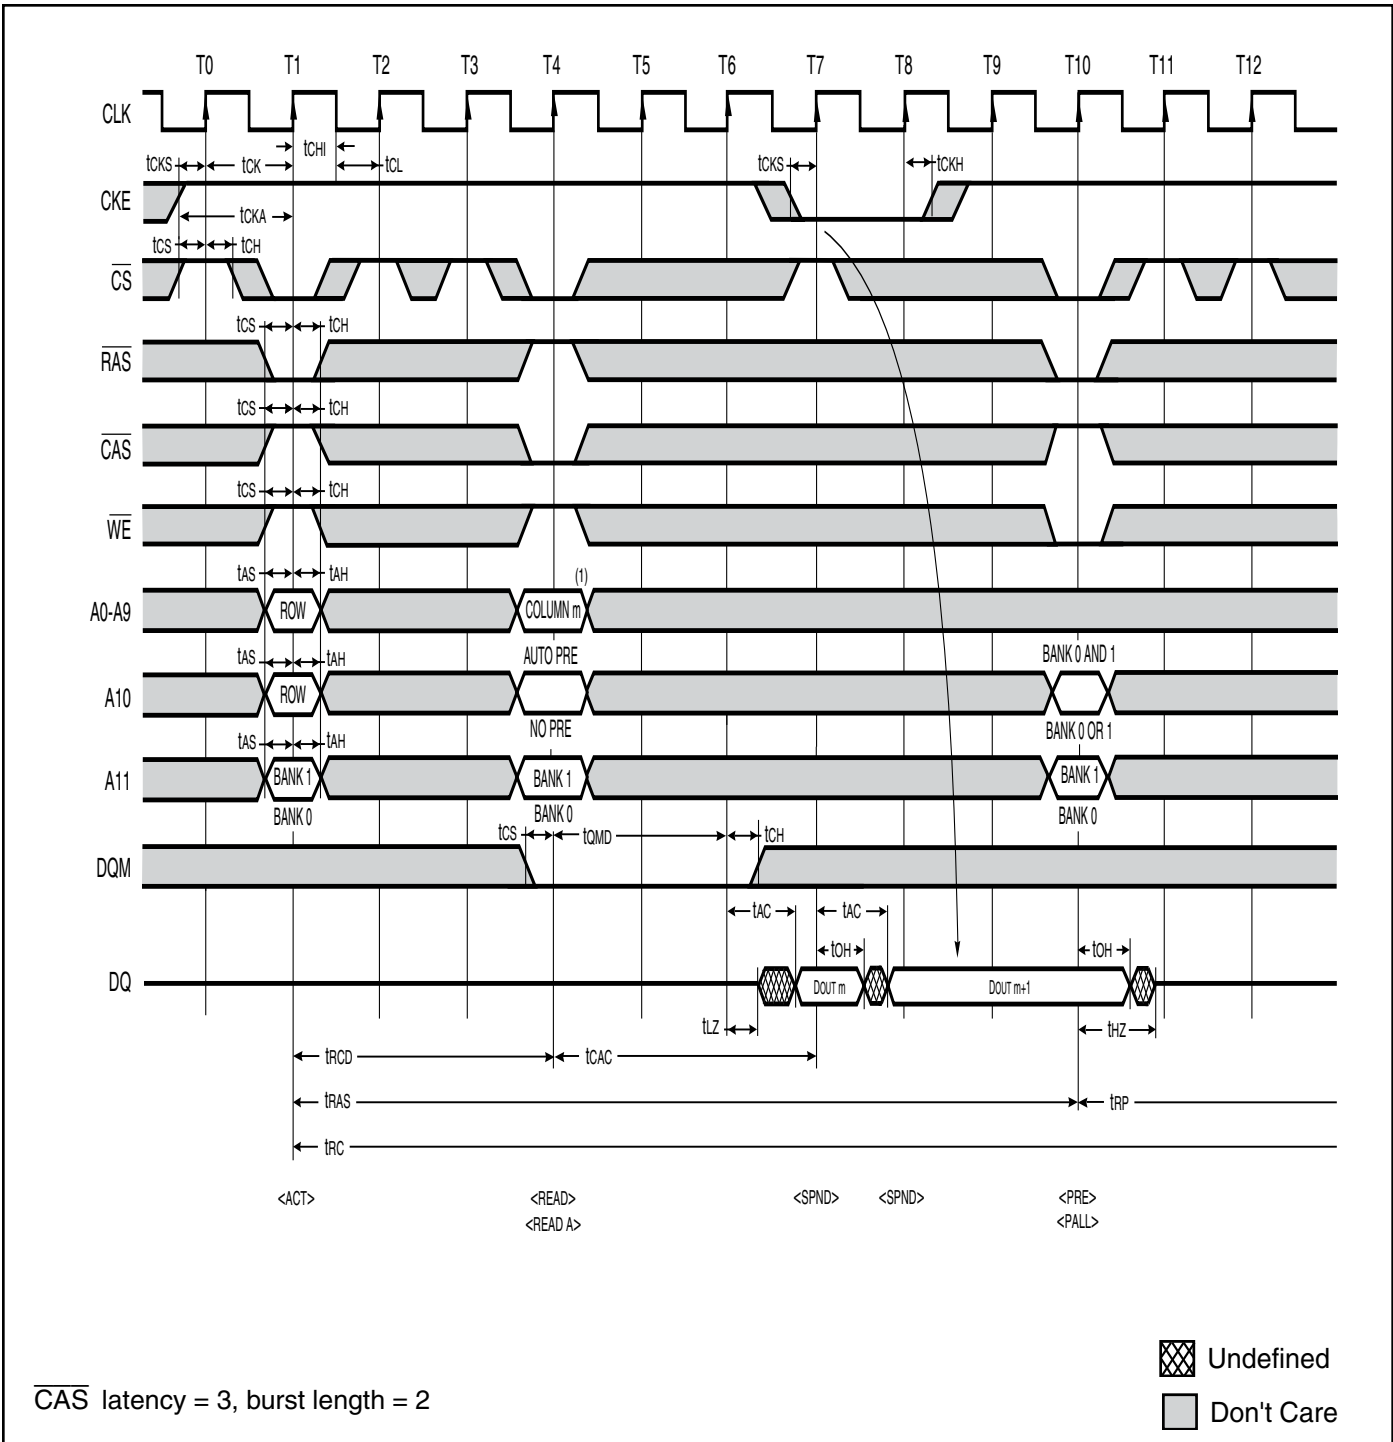 T0 T1 T2 T3 T4 T5 T6 T7 T8 T9 T10 T11 T12
CLK
tCHI
tCKS tCK tCL tCKS tCKH
CKE
tCKA
tCS tCH
CS
tCS tCH
RAS
tCS tCH
CAS
tCS tCH
WE
tAS tAH (1)
A0-A9 ROW COLUMN m
tAS tAH AUTO PRE BANK 0 AND 1
A10 ROW
NO PRE BANK 0 OR 1
tAS tAH
A11 BANK 1 BANK 1 BANK 1
BANK 0 BANK 0 BANK 0
tCS tQMD tCH
DQM
tAC tAC
tOH tOH
DQ DOUT m DOUT m+1
tLZ tHZ
tRCD tCAC
tRAS tRP
tRC
<ACT> <READ> <SPND> <SPND> <PRE>
<READ A> <PALL>
Undefined
CAS latency = 3, burst length = 2
Don't Care